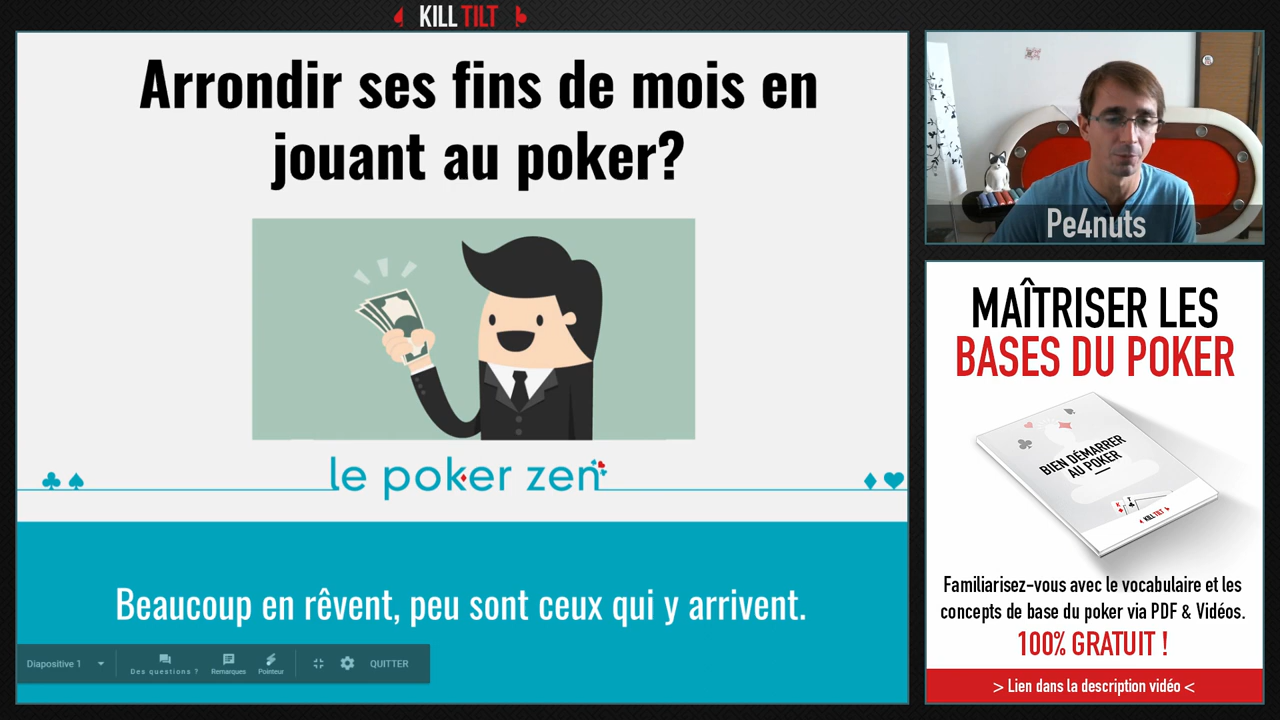 KILL TILT
Arrondir ses fins de mois en
jouant au poker?
le poker zen
Beaucoup en rêvent, peu sont ceux qui y arrivent.
Diapositive 1
Des questions ?
Remarques
Pointeur
QUITTER
Pe4nuts
MAÎTRISER LES
BASES DU POKER
BIEN DÉMARRER
AU POKER
KILL TILT
Familiarisez-vous avec le vocabulaire et les
concepts de base du poker via PDF & Vidéos.
100% GRATUIT !
> Lien dans la description vidéo <